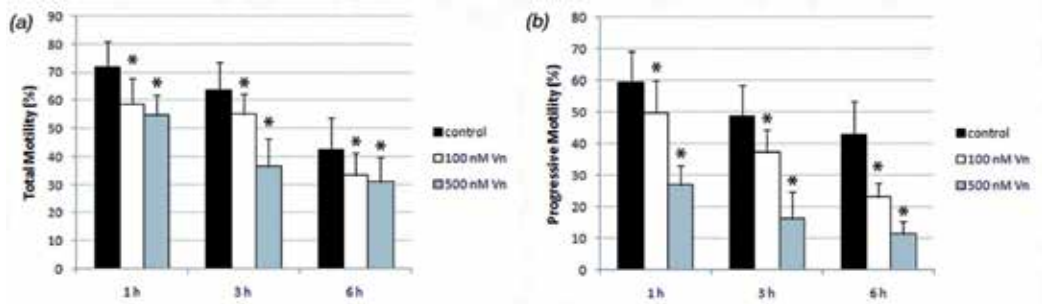 (a)
Total Motility (%)
90
80
70
60
50
40
30
20
10
0
* * * * * *
1 h 3 h 6 h
control
100 nM Vn
500 nM Vn
(b)
Progressive Motility (%)
80
70
60
50
40
30
20
10
0
* * * * * *
1 h 3 h 6 h
control
100 nM Vn
500 nM Vn